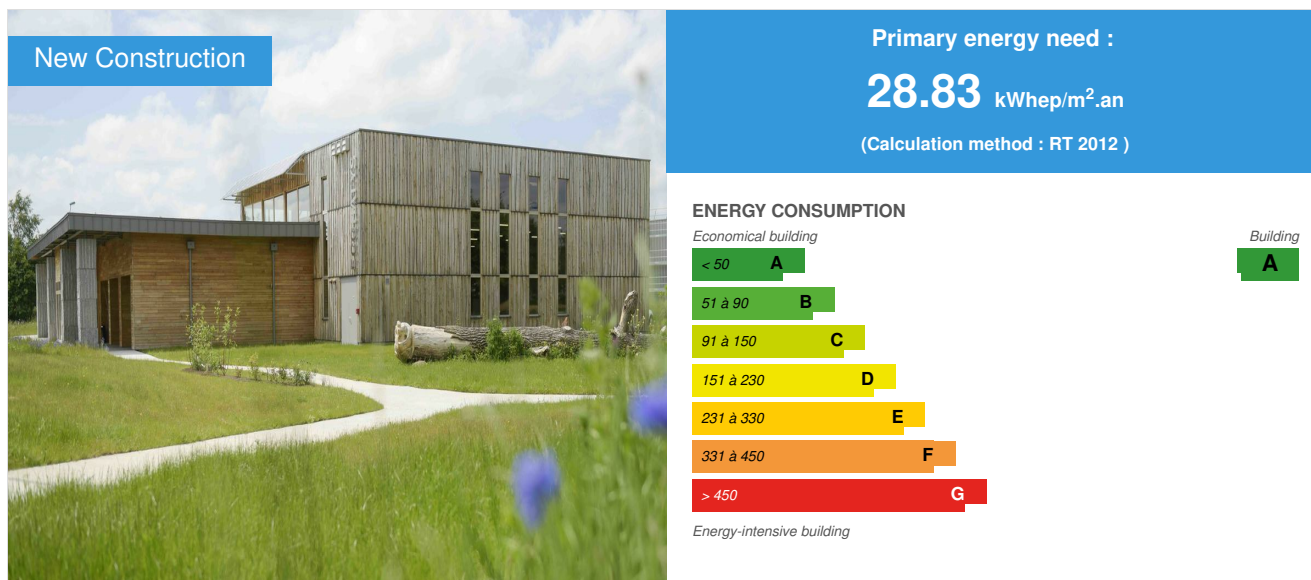 New Construction
Primary energy need :
28.83 kWhep/m².an
(Calculation method : RT 2012 )
ENERGY CONSUMPTION
Economical building
Building
< 50 A
A
51 à 90 B
91 à 150 C
151 à 230 D
231 à 330 E
331 à 450 F
> 450 G
Energy-intensive building